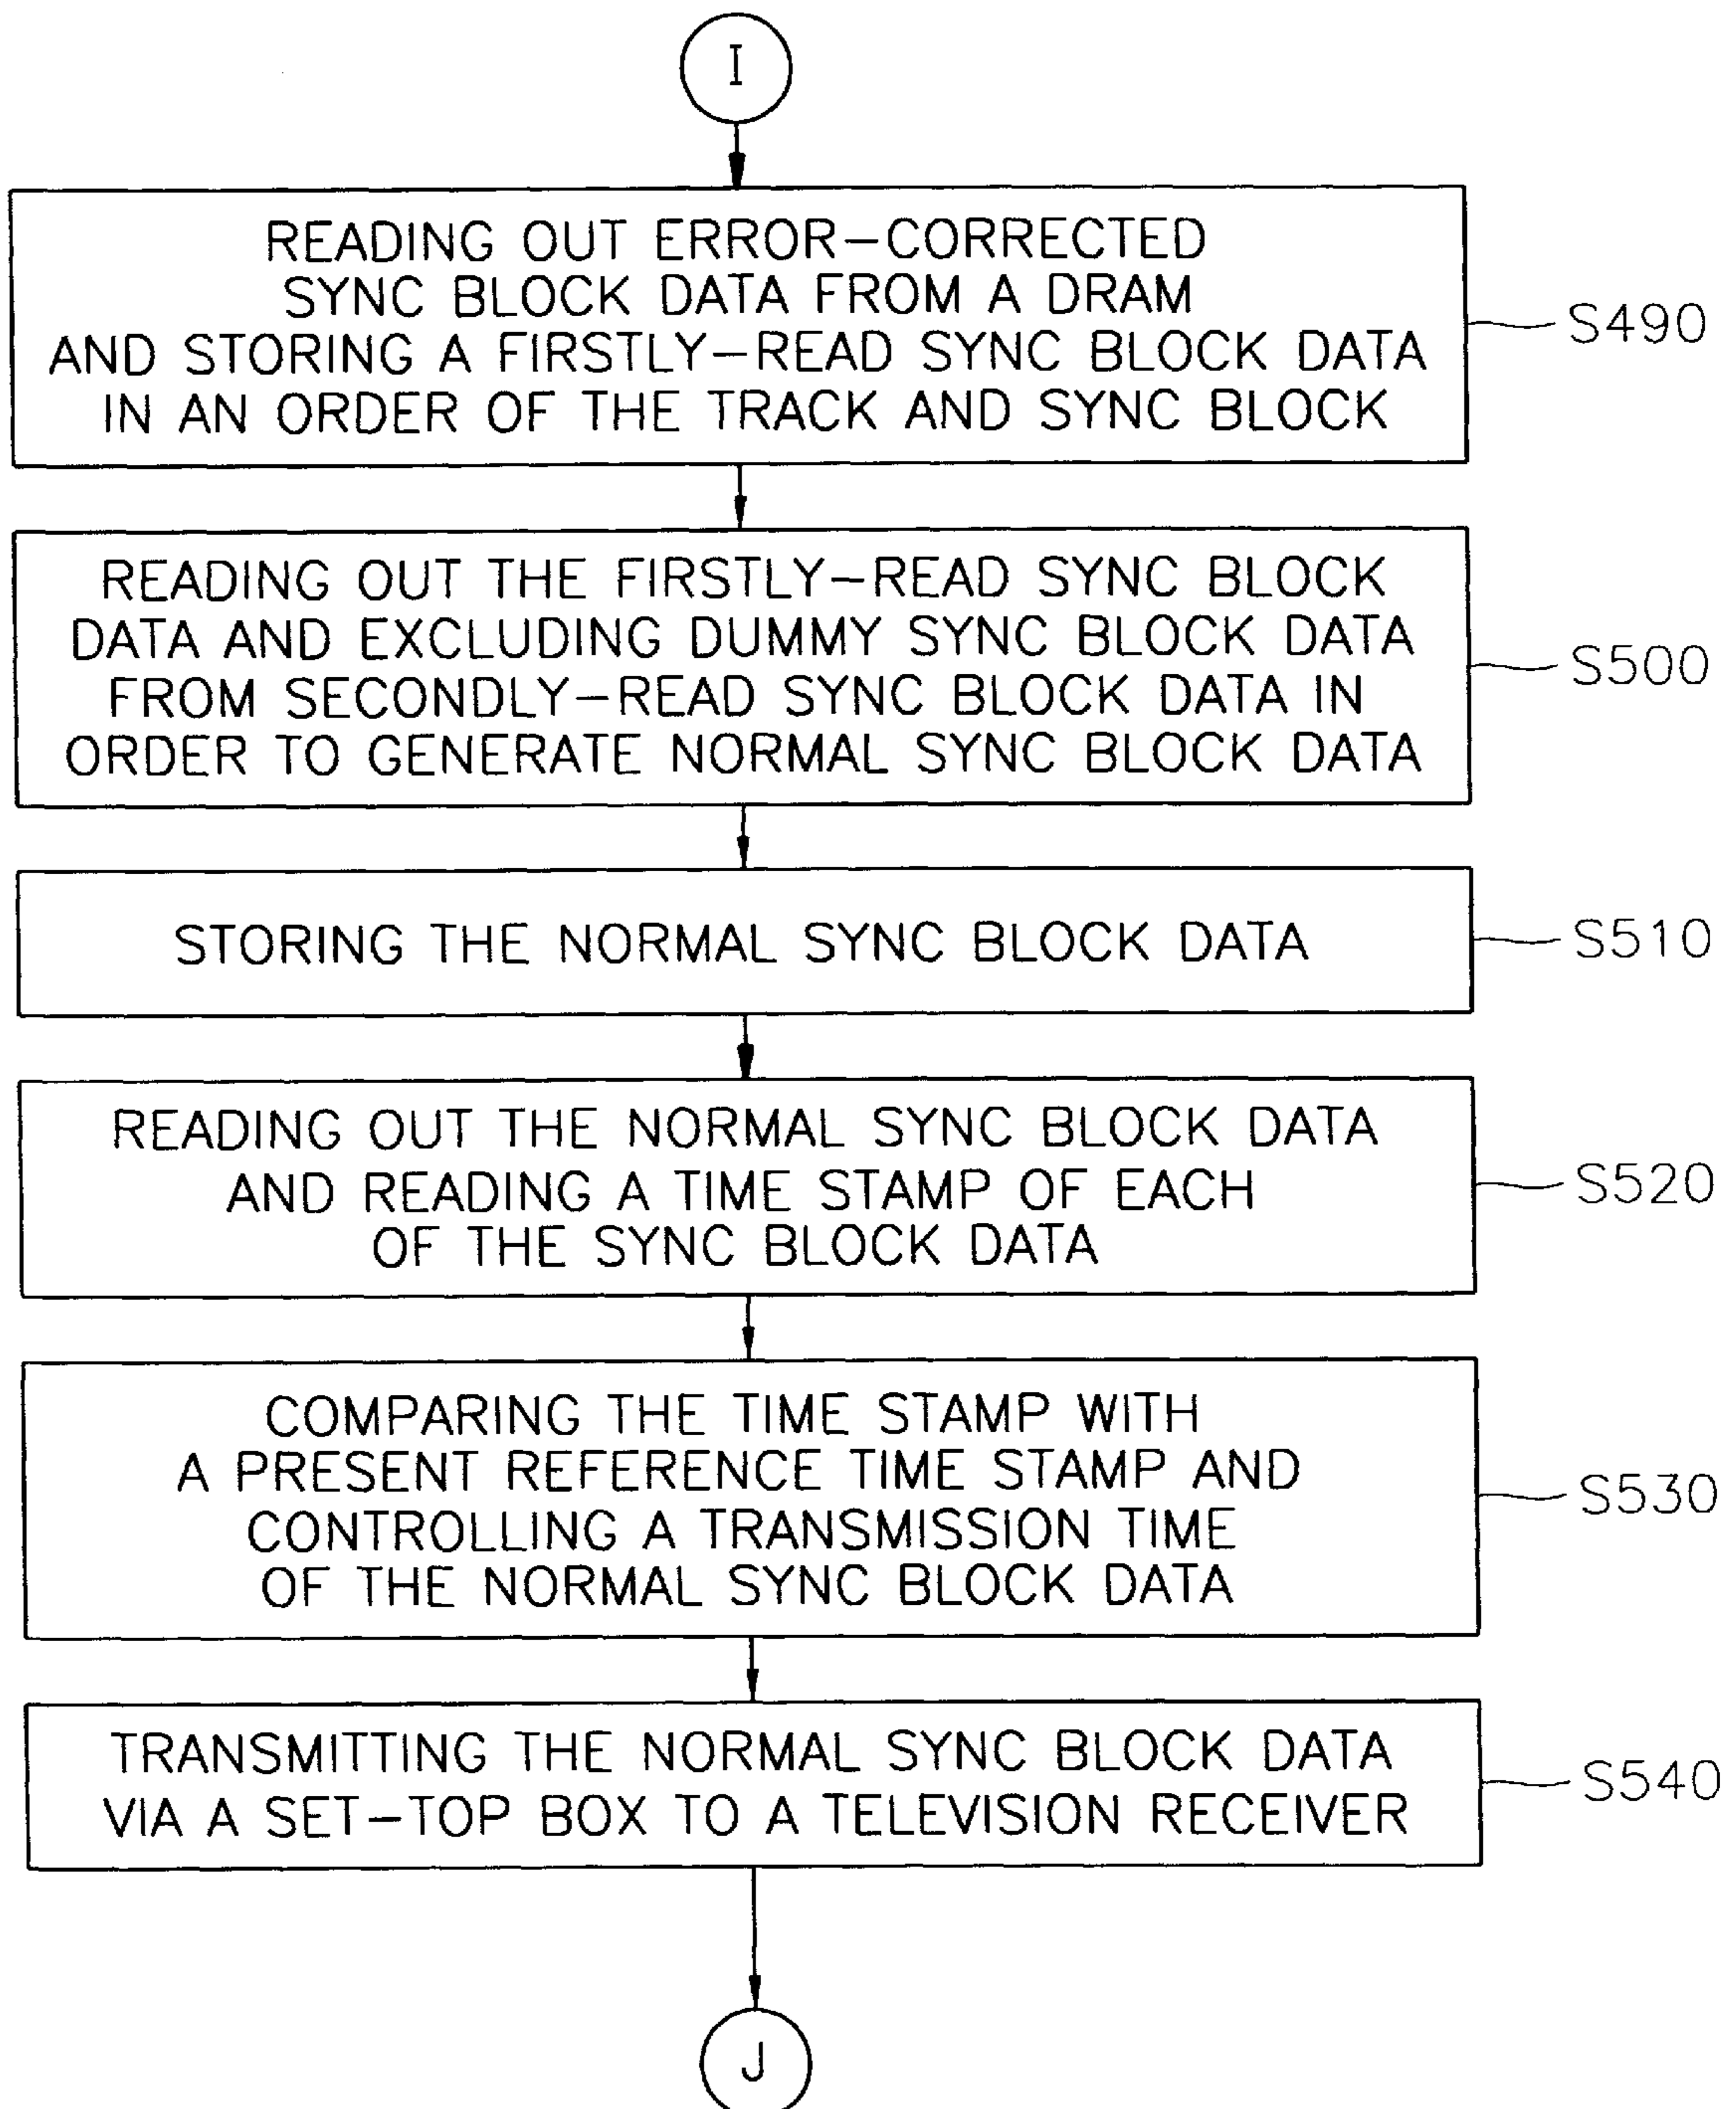 I
READING OUT ERROR-CORRECTED
SYNC BLOCK DATA FROM A DRAM
AND STORING A FIRSTLY-READ SYNC BLOCK DATA
IN AN ORDER OF THE TRACK AND SYNC BLOCK
S490
READING OUT THE FIRSTLY-READ SYNC BLOCK
DATA AND EXCLUDING DUMMY SYNC BLOCK DATA
FROM SECONDLY-READ SYNC BLOCK DATA IN
ORDER TO GENERATE NORMAL SYNC BLOCK DATA
S500
STORING THE NORMAL SYNC BLOCK DATA
S510
READING OUT THE NORMAL SYNC BLOCK DATA
AND READING A TIME STAMP OF EACH
OF THE SYNC BLOCK DATA
S520
COMPARING THE TIME STAMP WITH
A PRESENT REFERENCE TIME STAMP AND
CONTROLLING A TRANSMISSION TIME
OF THE NORMAL SYNC BLOCK DATA
S530
TRANSMITTING THE NORMAL SYNC BLOCK DATA
VIA A SET-TOP BOX TO A TELEVISION RECEIVER
S540
J